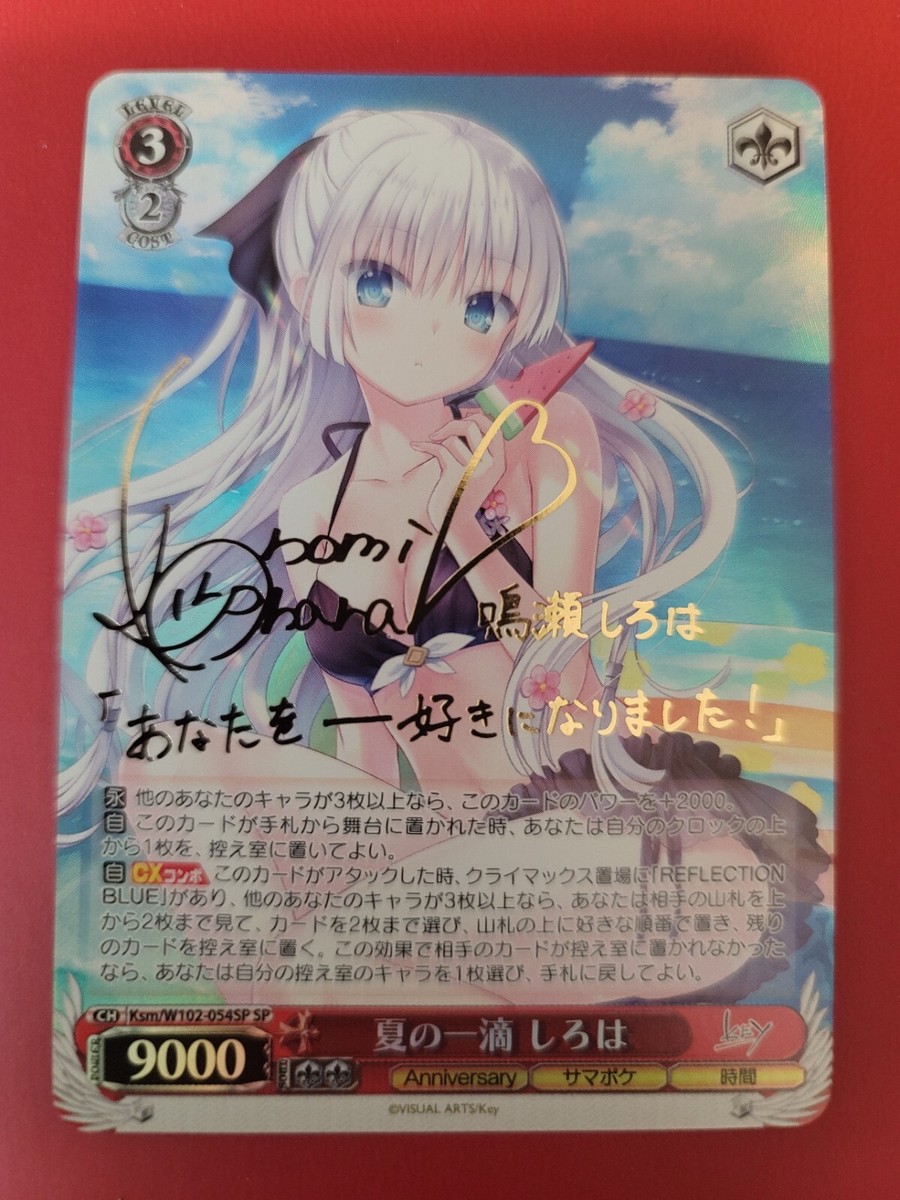 LEVEL
3
2
COST
Konomi
Kohara
鳴瀬しろは
「あなたを一好きになりました!」
永 他のあなたのキャラが3枚以上なら、このカードのパワーを+2000。
自 このカードが手札から舞台に置かれた時、あなたは自分のクロックの上
から1枚を、控え室に置いてよい。
自 CXコンボ このカードがアタックした時、クライマックス置場に「REFLECTION
BLUE」があり、他のあなたのキャラが3枚以上なら、あなたは相手の山札を上
から2枚まで見て、カードを2枚まで選び、山札の上に好きな順番で置き、残り
のカードを控え室に置く。この効果で相手のカードが控え室に置かれなかった
なら、あなたは自分の控え室のキャラを1枚選び、手札に戻してよい。
CH Ksm/W102-054SP SP
夏の一滴 しろは
Key
POWER 9000
SOUL
Anniversary サマポケ 時間
©VISUAL ARTS/Key